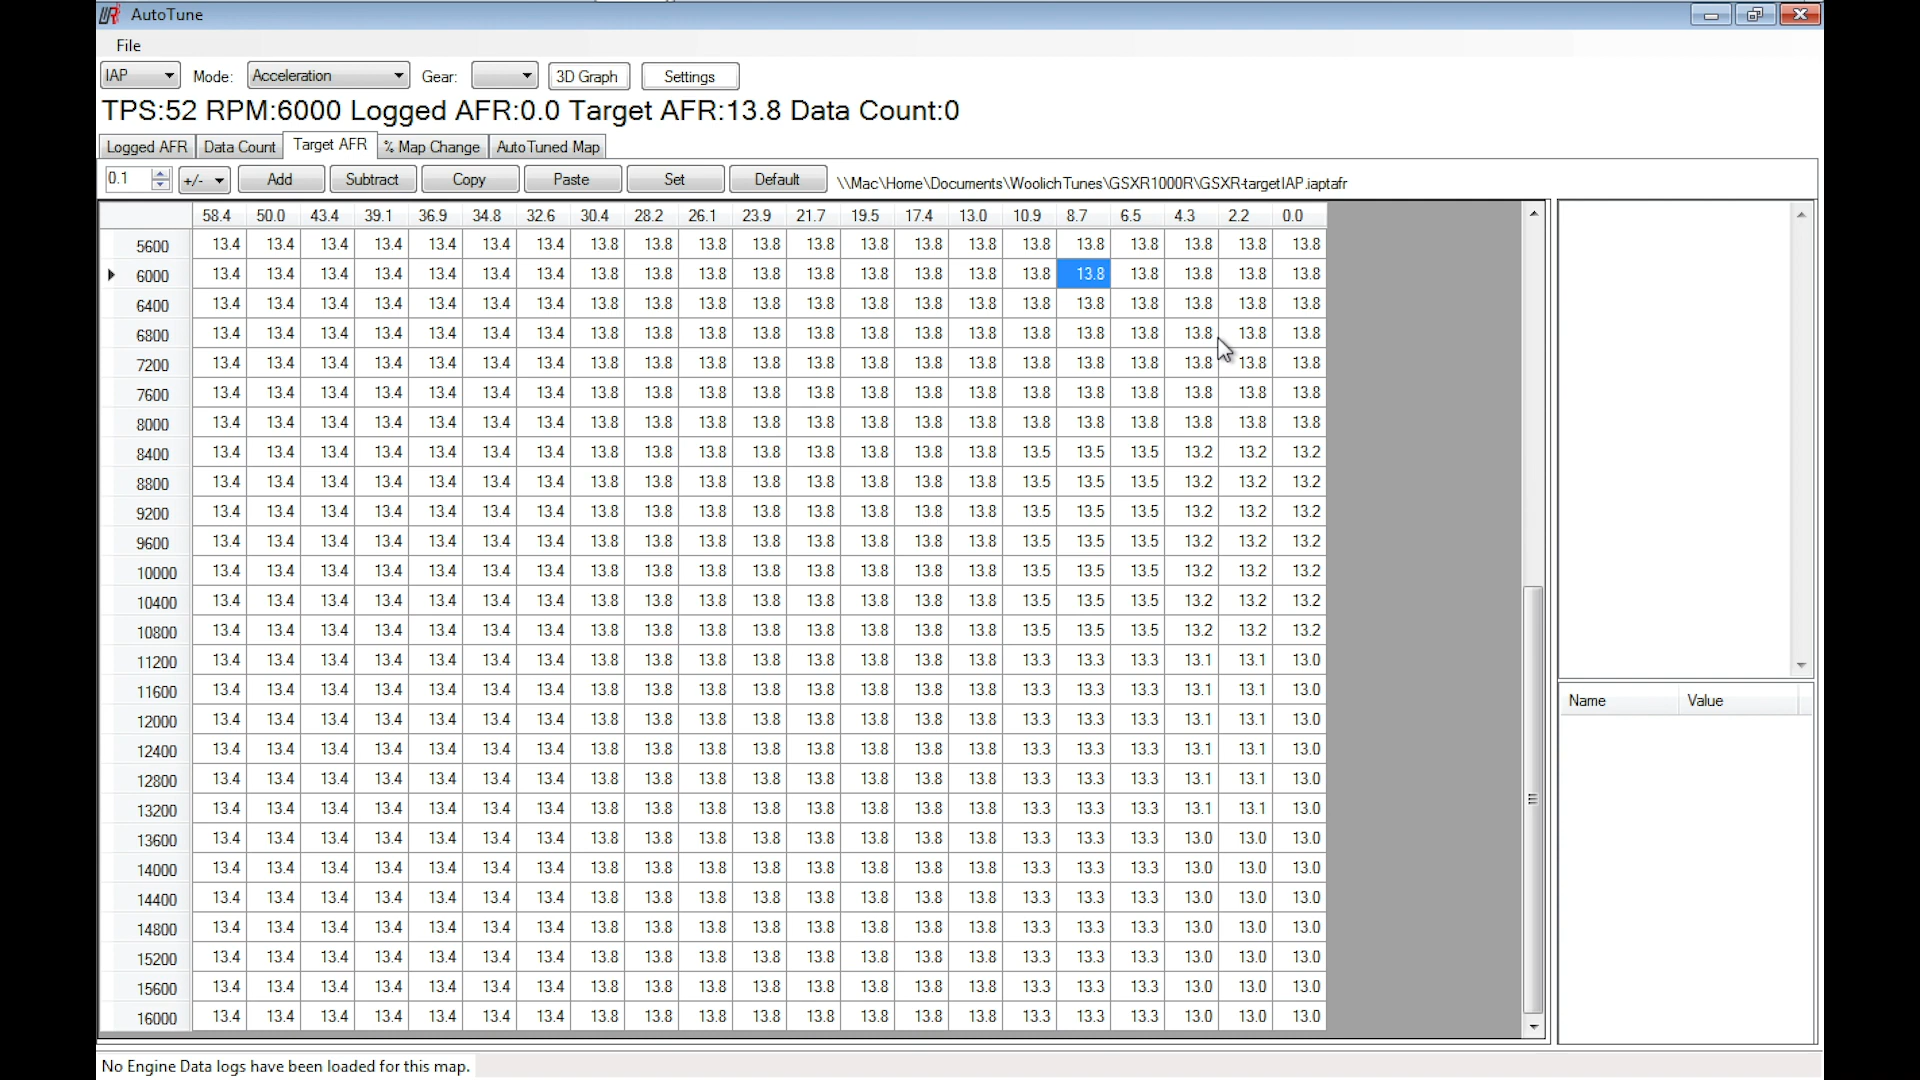 AutoTune
File
IAP Mode: Acceleration Gear: 3D Graph Settings
TPS:52 RPM:6000 Logged AFR:0.0 Target AFR:13.8 Data Count:0
Logged AFR Data Count Target AFR % Map Change AutoTuned Map
0.1 +/- Add Subtract Copy Paste Set Default \\Mac\Home\Documents\WoolichTunes\GSXR1000R\GSXR-targetIAP.iaptafr
58.4 50.0 43.4 39.1 36.9 34.8 32.6 30.4 28.2 26.1 23.9 21.7 19.5 17.4 13.0 10.9 8.7 6.5 4.3 2.2 0.0
5600 13.4 13.4 13.4 13.4 13.4 13.4 13.4 13.8 13.8 13.8 13.8 13.8 13.8 13.8 13.8 13.8 13.8 13.8 13.8 13.8 13.8
6000 13.4 13.4 13.4 13.4 13.4 13.4 13.4 13.8 13.8 13.8 13.8 13.8 13.8 13.8 13.8 13.8 13.8 13.8 13.8 13.8 13.8
6400 13.4 13.4 13.4 13.4 13.4 13.4 13.4 13.8 13.8 13.8 13.8 13.8 13.8 13.8 13.8 13.8 13.8 13.8 13.8 13.8 13.8
6800 13.4 13.4 13.4 13.4 13.4 13.4 13.4 13.8 13.8 13.8 13.8 13.8 13.8 13.8 13.8 13.8 13.8 13.8 13.8 13.8 13.8
7200 13.4 13.4 13.4 13.4 13.4 13.4 13.4 13.8 13.8 13.8 13.8 13.8 13.8 13.8 13.8 13.8 13.8 13.8 13.8 13.8 13.8
7600 13.4 13.4 13.4 13.4 13.4 13.4 13.4 13.8 13.8 13.8 13.8 13.8 13.8 13.8 13.8 13.8 13.8 13.8 13.8 13.8 13.8
8000 13.4 13.4 13.4 13.4 13.4 13.4 13.4 13.8 13.8 13.8 13.8 13.8 13.8 13.8 13.8 13.8 13.8 13.8 13.8 13.8 13.8
8400 13.4 13.4 13.4 13.4 13.4 13.4 13.4 13.8 13.8 13.8 13.8 13.8 13.8 13.8 13.8 13.5 13.5 13.5 13.2 13.2 13.2
8800 13.4 13.4 13.4 13.4 13.4 13.4 13.4 13.8 13.8 13.8 13.8 13.8 13.8 13.8 13.8 13.5 13.5 13.5 13.2 13.2 13.2
9200 13.4 13.4 13.4 13.4 13.4 13.4 13.4 13.8 13.8 13.8 13.8 13.8 13.8 13.8 13.8 13.5 13.5 13.5 13.2 13.2 13.2
9600 13.4 13.4 13.4 13.4 13.4 13.4 13.4 13.8 13.8 13.8 13.8 13.8 13.8 13.8 13.8 13.5 13.5 13.5 13.2 13.2 13.2
10000 13.4 13.4 13.4 13.4 13.4 13.4 13.4 13.8 13.8 13.8 13.8 13.8 13.8 13.8 13.8 13.5 13.5 13.5 13.2 13.2 13.2
10400 13.4 13.4 13.4 13.4 13.4 13.4 13.4 13.8 13.8 13.8 13.8 13.8 13.8 13.8 13.8 13.5 13.5 13.5 13.2 13.2 13.2
10800 13.4 13.4 13.4 13.4 13.4 13.4 13.4 13.8 13.8 13.8 13.8 13.8 13.8 13.8 13.8 13.5 13.5 13.5 13.2 13.2 13.2
11200 13.4 13.4 13.4 13.4 13.4 13.4 13.4 13.8 13.8 13.8 13.8 13.8 13.8 13.8 13.8 13.3 13.3 13.3 13.1 13.1 13.0
11600 13.4 13.4 13.4 13.4 13.4 13.4 13.4 13.8 13.8 13.8 13.8 13.8 13.8 13.8 13.8 13.3 13.3 13.3 13.1 13.1 13.0
12000 13.4 13.4 13.4 13.4 13.4 13.4 13.4 13.8 13.8 13.8 13.8 13.8 13.8 13.8 13.8 13.3 13.3 13.3 13.1 13.1 13.0
12400 13.4 13.4 13.4 13.4 13.4 13.4 13.4 13.8 13.8 13.8 13.8 13.8 13.8 13.8 13.8 13.3 13.3 13.3 13.1 13.1 13.0
12800 13.4 13.4 13.4 13.4 13.4 13.4 13.4 13.8 13.8 13.8 13.8 13.8 13.8 13.8 13.8 13.3 13.3 13.3 13.1 13.1 13.0
13200 13.4 13.4 13.4 13.4 13.4 13.4 13.4 13.8 13.8 13.8 13.8 13.8 13.8 13.8 13.8 13.3 13.3 13.3 13.1 13.1 13.0
13600 13.4 13.4 13.4 13.4 13.4 13.4 13.4 13.8 13.8 13.8 13.8 13.8 13.8 13.8 13.8 13.3 13.3 13.3 13.0 13.0 13.0
14000 13.4 13.4 13.4 13.4 13.4 13.4 13.4 13.8 13.8 13.8 13.8 13.8 13.8 13.8 13.8 13.3 13.3 13.3 13.0 13.0 13.0
14400 13.4 13.4 13.4 13.4 13.4 13.4 13.4 13.8 13.8 13.8 13.8 13.8 13.8 13.8 13.8 13.3 13.3 13.3 13.0 13.0 13.0
14800 13.4 13.4 13.4 13.4 13.4 13.4 13.4 13.8 13.8 13.8 13.8 13.8 13.8 13.8 13.8 13.3 13.3 13.3 13.0 13.0 13.0
15200 13.4 13.4 13.4 13.4 13.4 13.4 13.4 13.8 13.8 13.8 13.8 13.8 13.8 13.8 13.8 13.3 13.3 13.3 13.0 13.0 13.0
15600 13.4 13.4 13.4 13.4 13.4 13.4 13.4 13.8 13.8 13.8 13.8 13.8 13.8 13.8 13.8 13.3 13.3 13.3 13.0 13.0 13.0
16000 13.4 13.4 13.4 13.4 13.4 13.4 13.4 13.8 13.8 13.8 13.8 13.8 13.8 13.8 13.8 13.3 13.3 13.3 13.0 13.0 13.0
Name Value
No Engine Data logs have been loaded for this map.